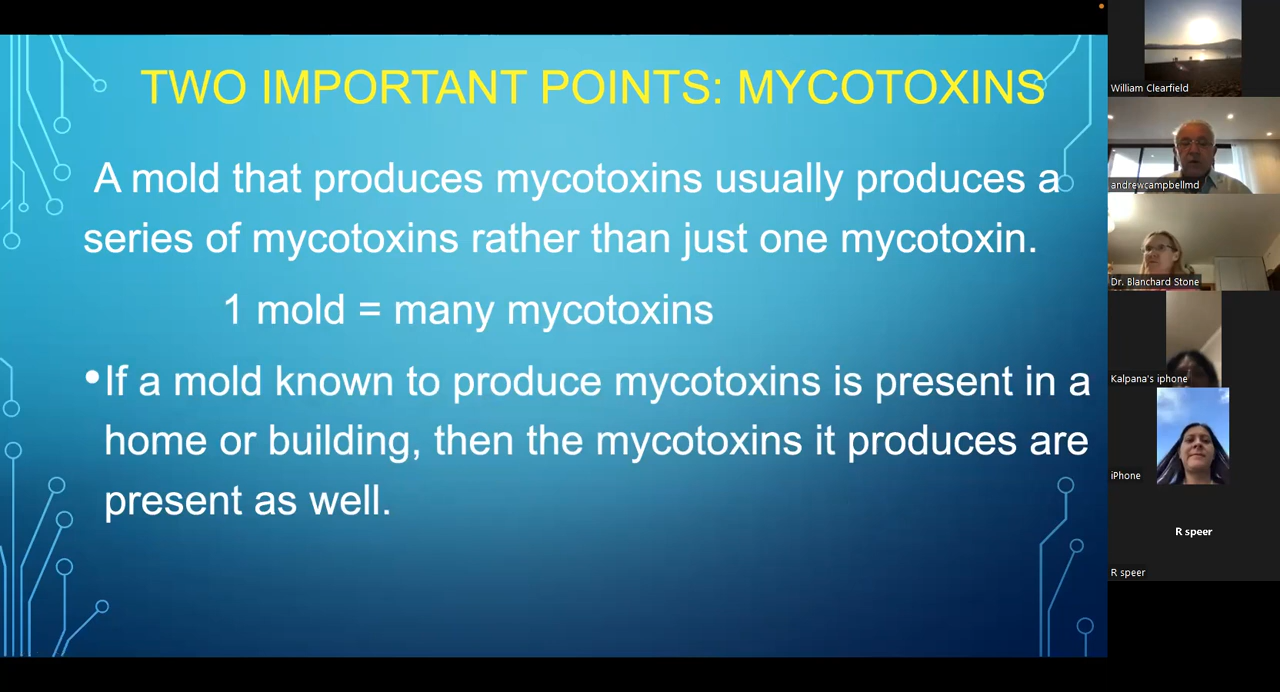 TWO IMPORTANT POINTS: MYCOTOXINS
A mold that produces mycotoxins usually produces a
series of mycotoxins rather than just one mycotoxin.
1 mold = many mycotoxins
•If a mold known to produce mycotoxins is present in a
home or building, then the mycotoxins it produces are
present as well.
William Clearfield
andrewcampbellmd
Dr. Blanchard Stone
Kalpana's iphone
iPhone
R speer
R speer